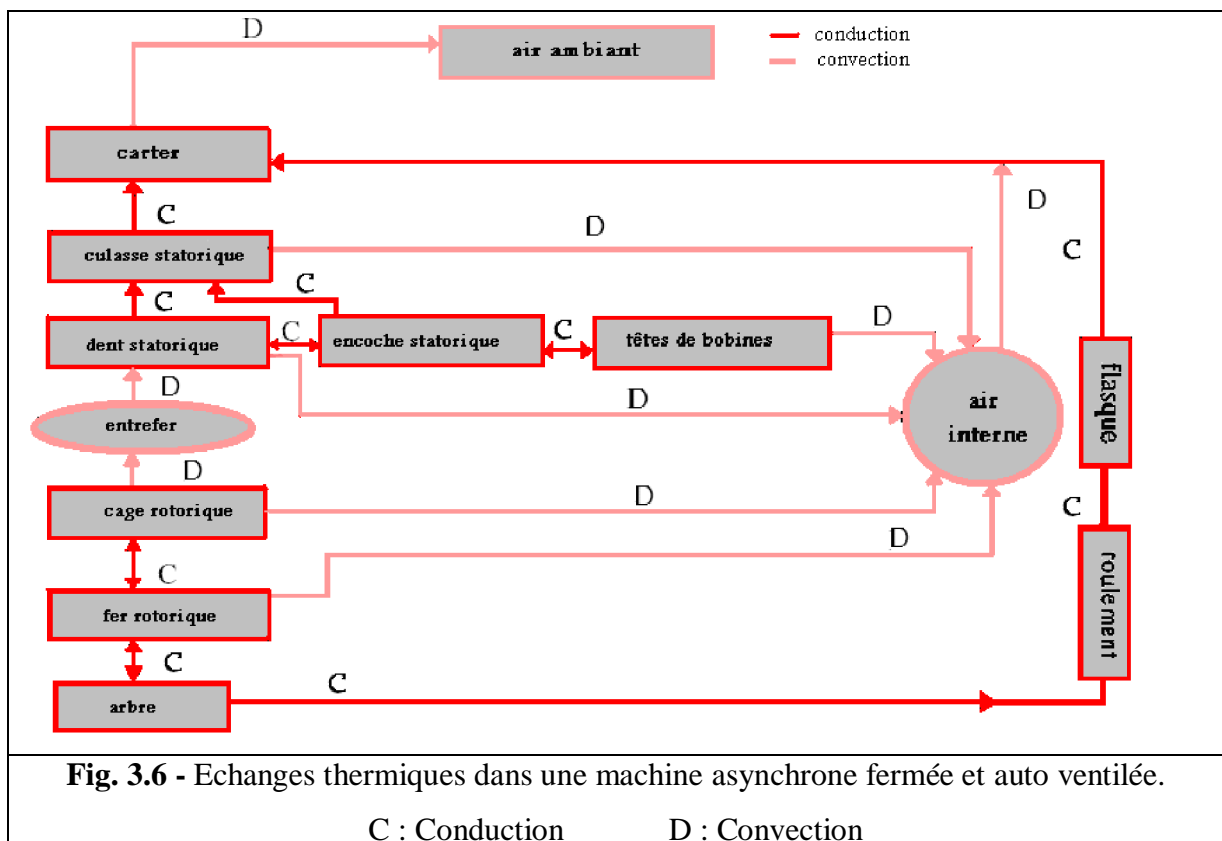 D
air ambiant
conduction
convection
carter
D
C
D
culasse statorique
C
C
C
dent statorique
C
encoche statorique
C
têtes de bobines
D
flasque
D
D
air
interne
entrefer
D
C
cage rotorique
D
D
roulement
C
fer rotorique
C
C
arbre
Fig. 3.6 - Echanges thermiques dans une machine asynchrone fermée et auto ventilée.
C : Conduction D : Convection